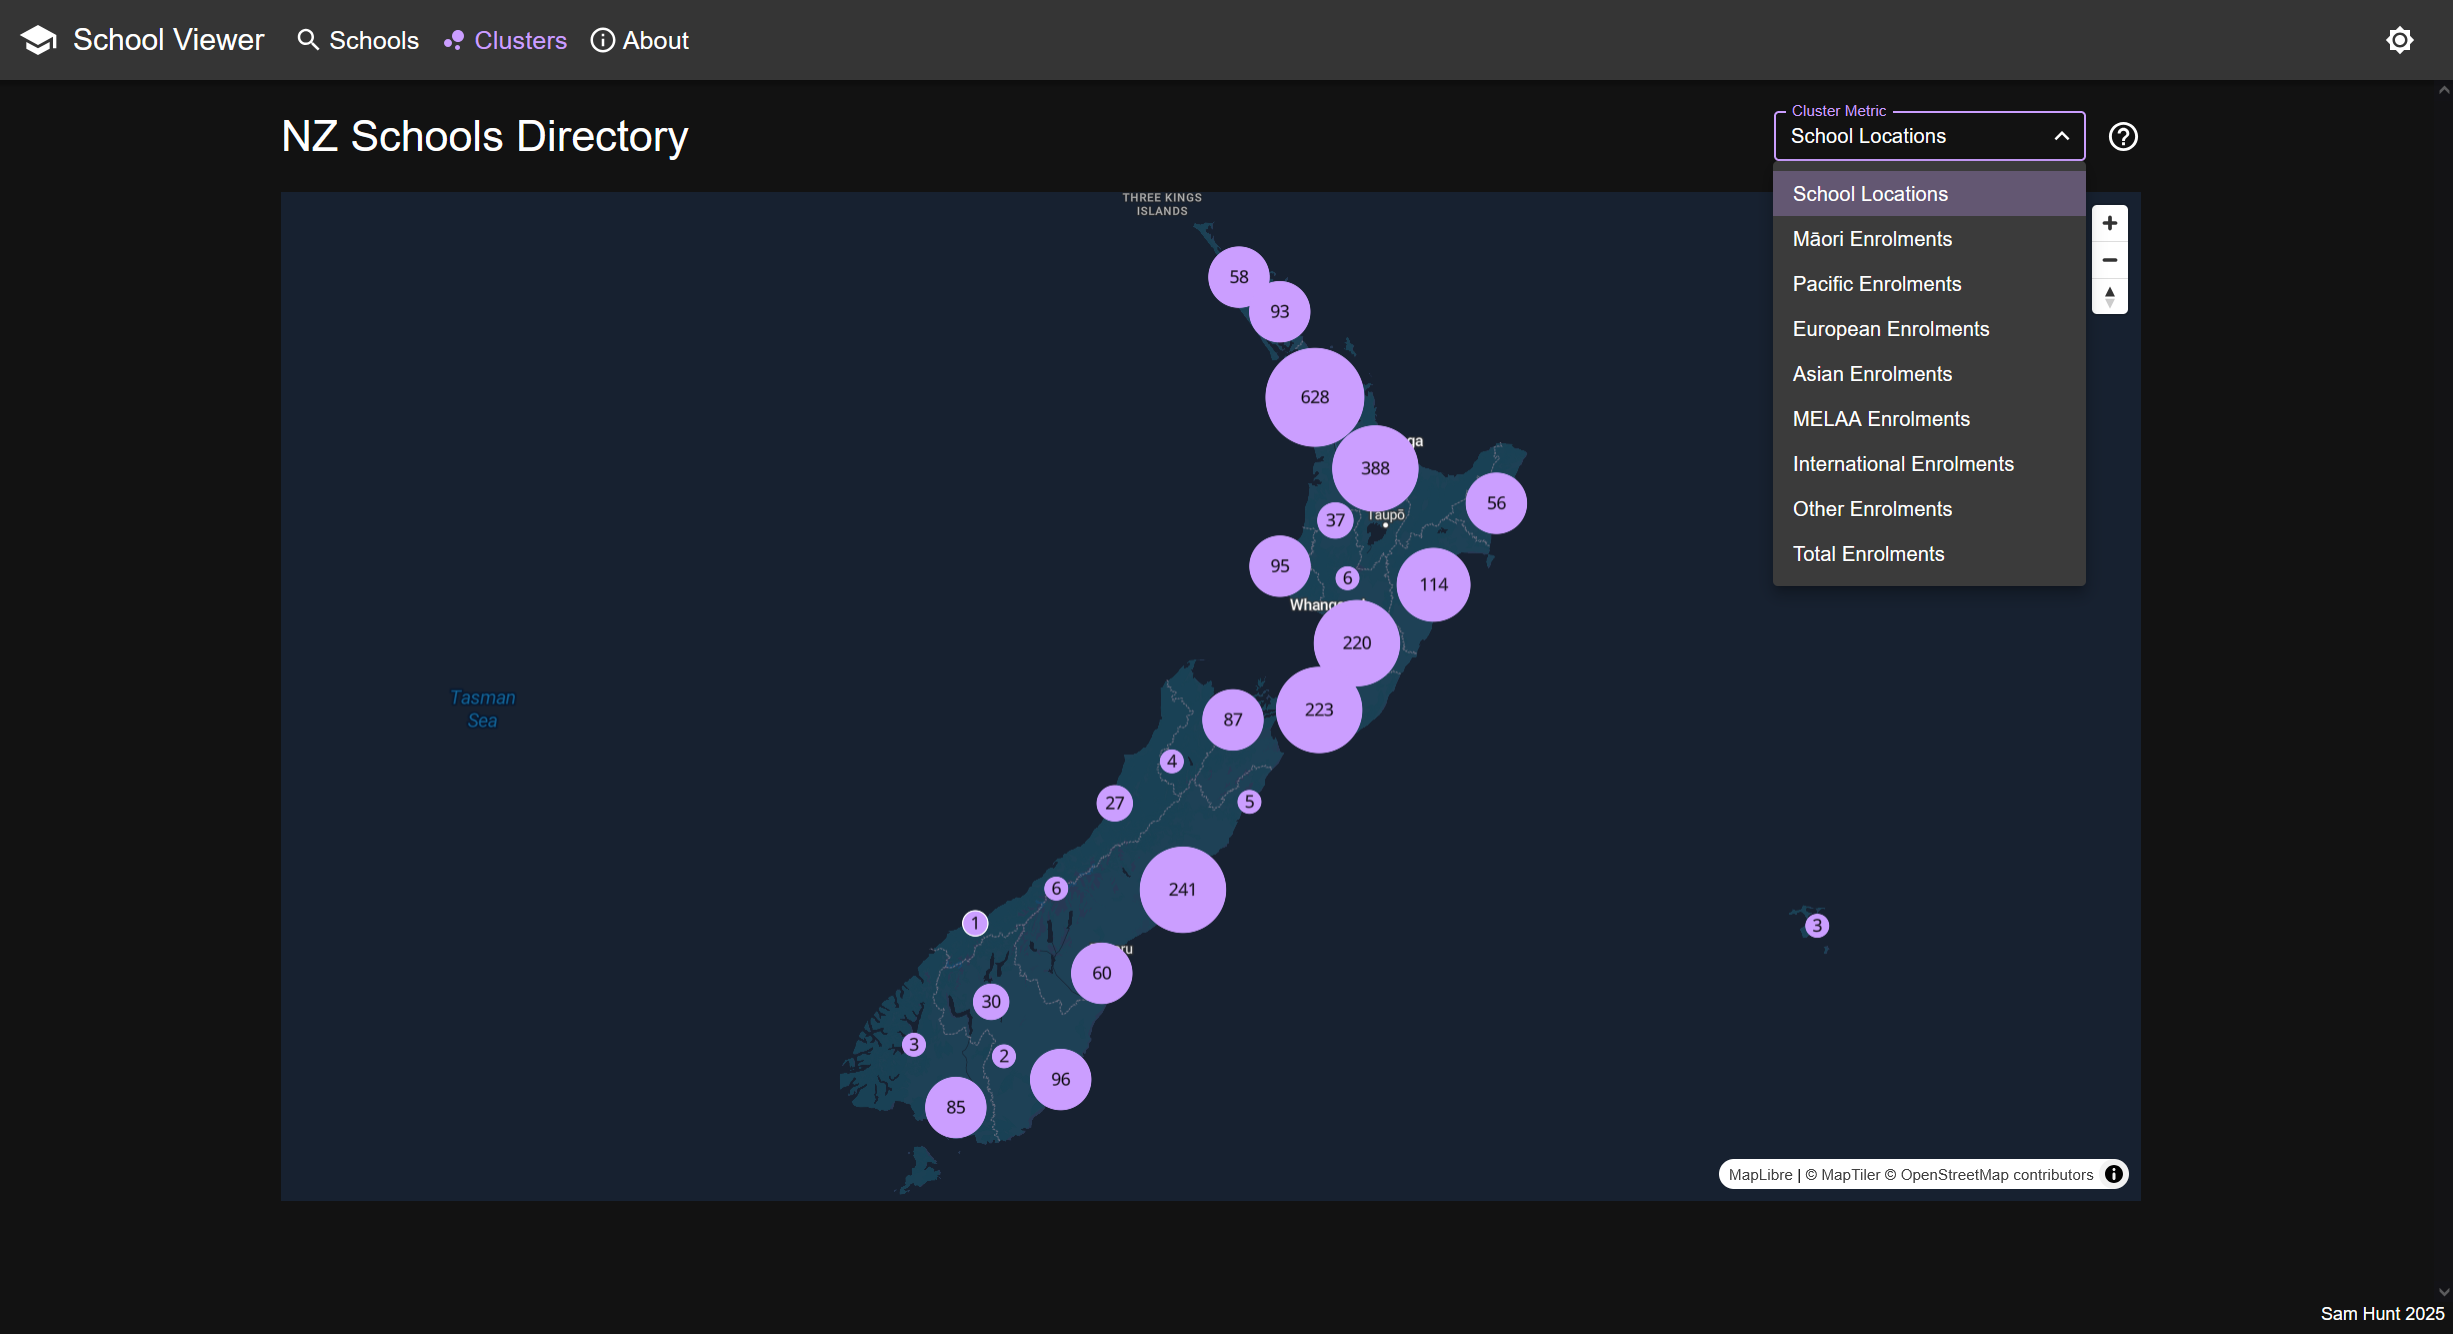 School Viewer
Schools
Clusters
About
NZ Schools Directory
Cluster Metric
School Locations
School Locations
Māori Enrolments
Pacific Enrolments
European Enrolments
Asian Enrolments
MELAA Enrolments
International Enrolments
Other Enrolments
Total Enrolments
THREE KINGS
ISLANDS
58
93
628
388
56
37
Taupō
95
6
114
220
223
87
4
27
5
6
241
1
3
60
30
3
2
96
85
Tasman
Sea
MapLibre | © MapTiler © OpenStreetMap contributors
Sam Hunt 2025